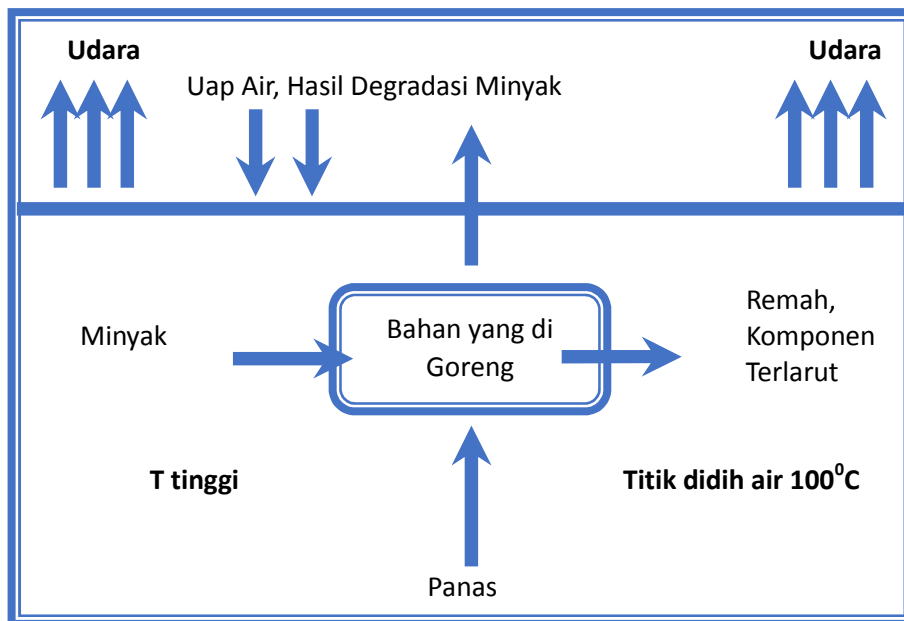 Udara
Udara
Uap Air, Hasil Degradasi Minyak
Minyak
Bahan yang di
Goreng
Remah,
Komponen
Terlarut
T tinggi
Titik didih air 100⁰C
Panas